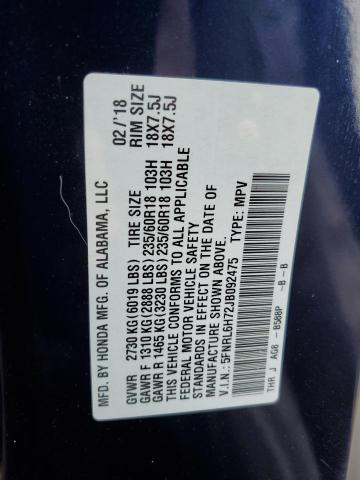 MFD. BY HONDA MFG. OF ALABAMA, LLC 02/'18
GVWR 2730 KG (6019 LBS) TIRE SIZE RIM SIZE
GAWR F 1310 KG (2888 LBS) 235/60R18 103H 18X7.5J
GAWR R 1465 KG (3230 LBS) 235/60R18 103H 18X7.5J
THIS VEHICLE CONFORMS TO ALL APPLICABLE
FEDERAL MOTOR VEHICLE SAFETY
STANDARDS IN EFFECT ON THE DATE OF
MANUFACTURE SHOWN ABOVE.
V.I.N.: 5FNRL6H72JB092475 TYPE: MPV
THR J AG8 - B588P -B-B